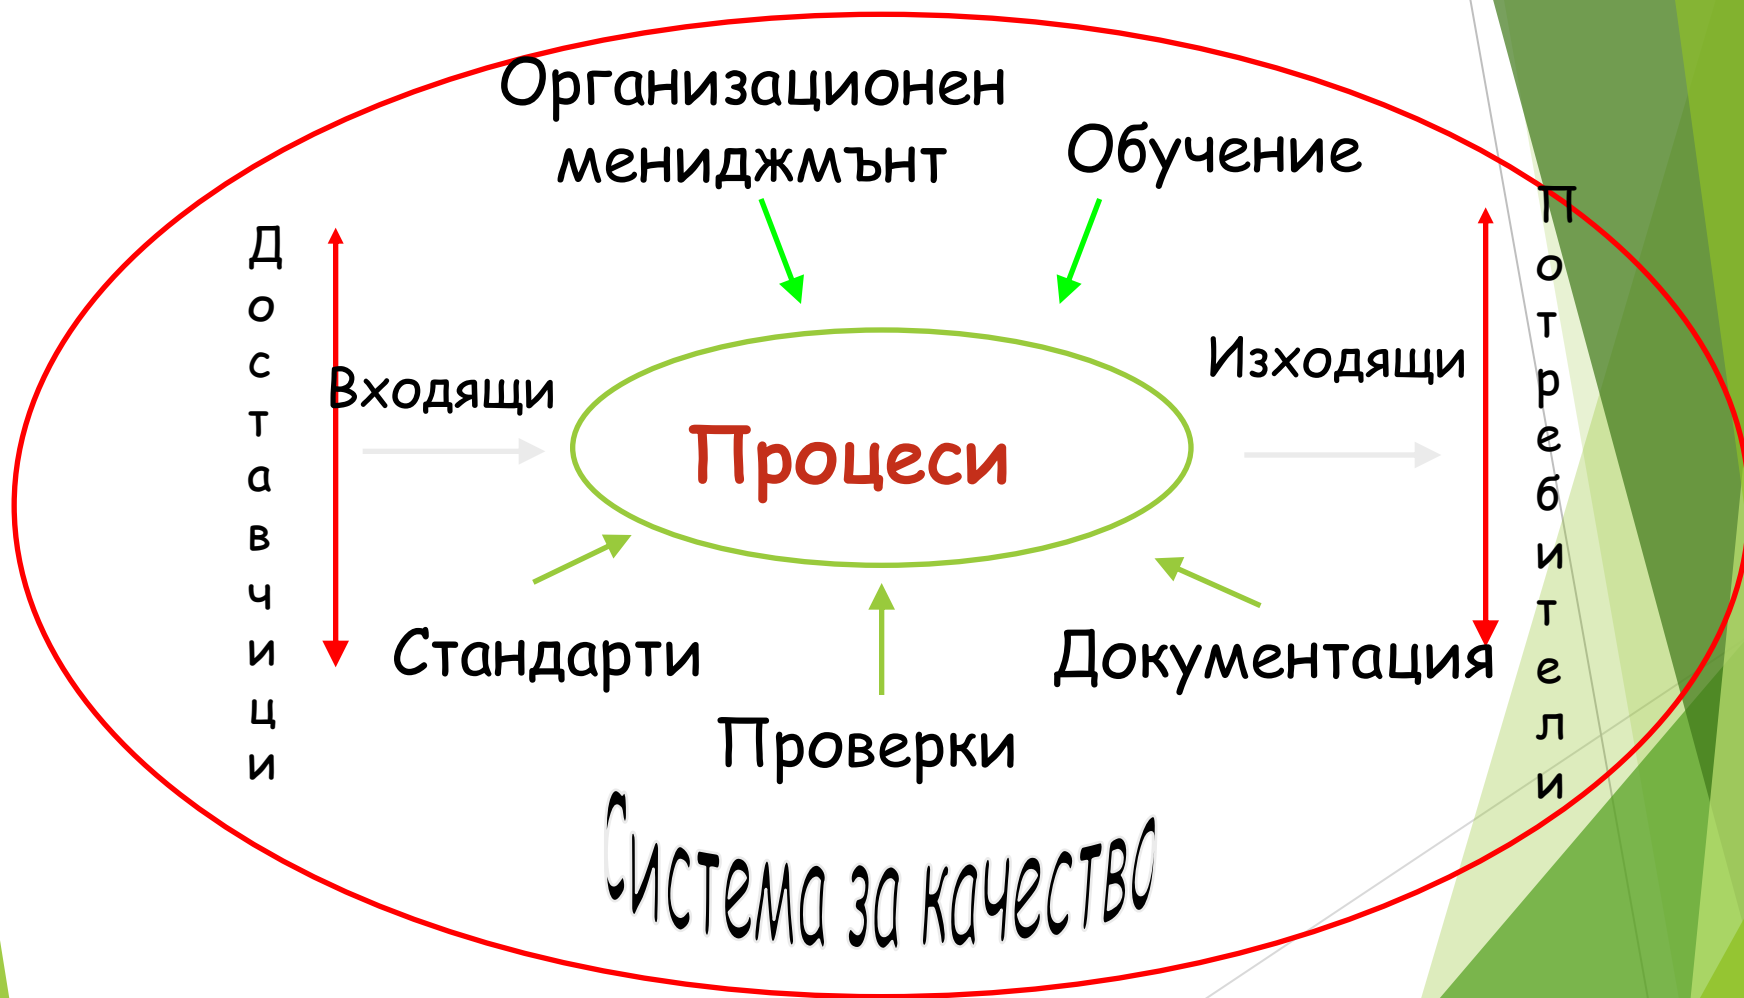 Организационен
мениджмънт
Обучение
Доставчици
Входящи
Процеси
Изходящи
Потребители
Стандарти
Проверки
Документация
Система за качество